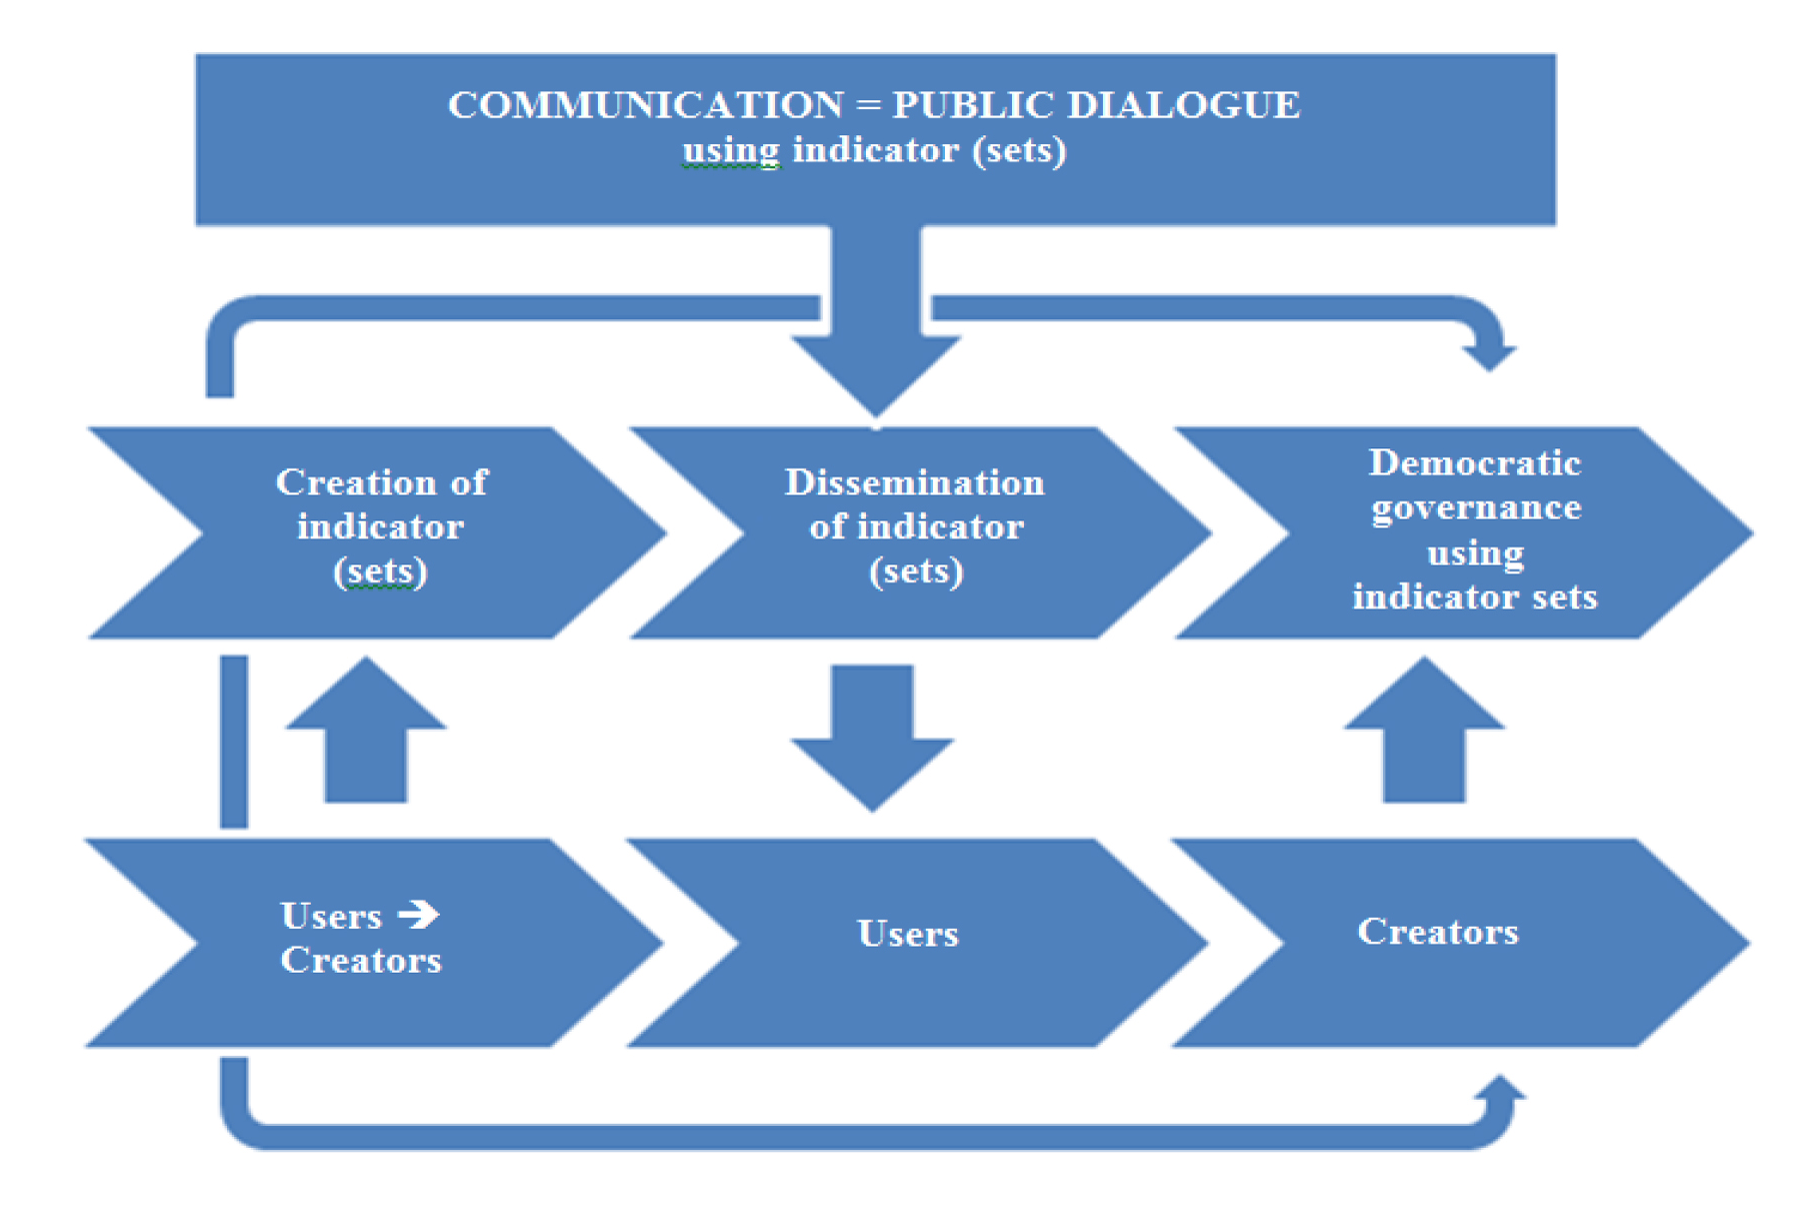 COMMUNICATION = PUBLIC DIALOGUE
using indicator (sets)
Creation of
indicator
(sets)
Dissemination
of indicator
(sets)
Democratic
governance
using
indicator sets
Users ➔
Creators
Users
Creators